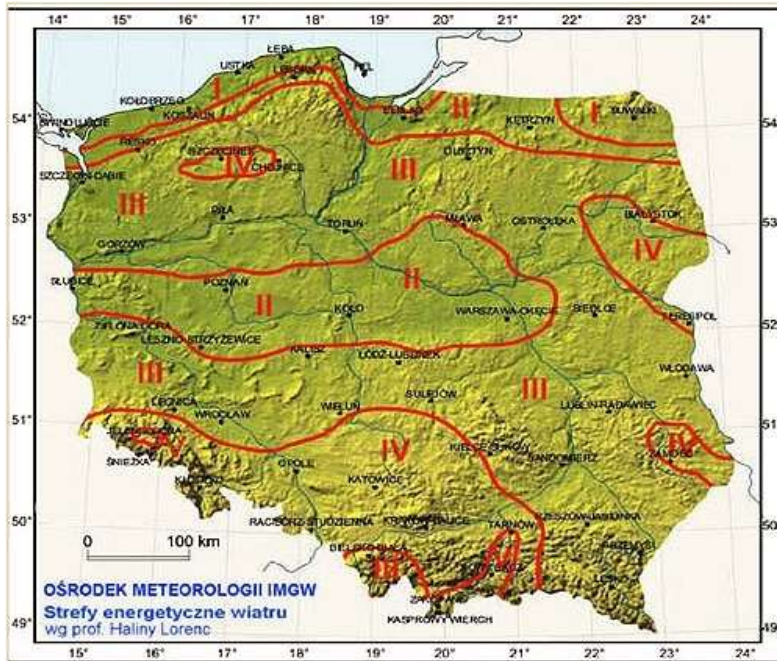 14° 15° 16° 17° 18° 19° 20° 21° 22° 23° 24°
ŁEBA
USTKA
HEL
LĘBORK
I
KOŁOBRZEG
KOSZALIN
ELBLĄG
II
KĘTRZYN
I
SUWAŁKI
54°
54°
ŚWINOUJŚCIE
RESKO
SZCZECINEK
IV
CHOJNICE
III
OLSZTYN
SZCZECIN-DĄBIE
III
53°
53°
PIŁA
TORUŃ
MŁAWA
OSTROŁĘKA
BIAŁYSTOK
IV
GORZÓW
SŁUBICE
POZNAŃ
II
II
KOŁO
WARSZAWA-OKĘCIE
SIEDLCE
TERESPOL
52°
52°
ZIELONA GÓRA
LESZNO-STRZYŻEWICE
KALISZ
ŁÓDŹ-LUBLINEK
WŁODAWA
III
III
SULEJÓW
LEGNICA
WROCŁAW
WIELUŃ
LUBLIN-RADAWIEC
51°
51°
JELENIA GÓRA
IV
KIELCE-SUKÓW
IV
ZAMOŚĆ
ŚNIEŻKA
OPOLE
SANDOMIERZ
KŁODZKO
KATOWICE
50°
50°
RACIBÓRZ-STUDZIENNA
KRAKÓW-BALICE
TARNÓW
RZESZÓW-JASIONKA
0 100 km
BIELSKO-BIAŁA
PRZEMYŚL
III
LESKO
OŚRODEK METEOROLOGII IMGW
Strefy energetyczne wiatru
wg prof. Haliny Lorenc
ZAKOPANE
KASPROWY WIERCH
49°
49°
14° 15° 16° 17° 18° 19° 20° 21° 22° 23° 24°